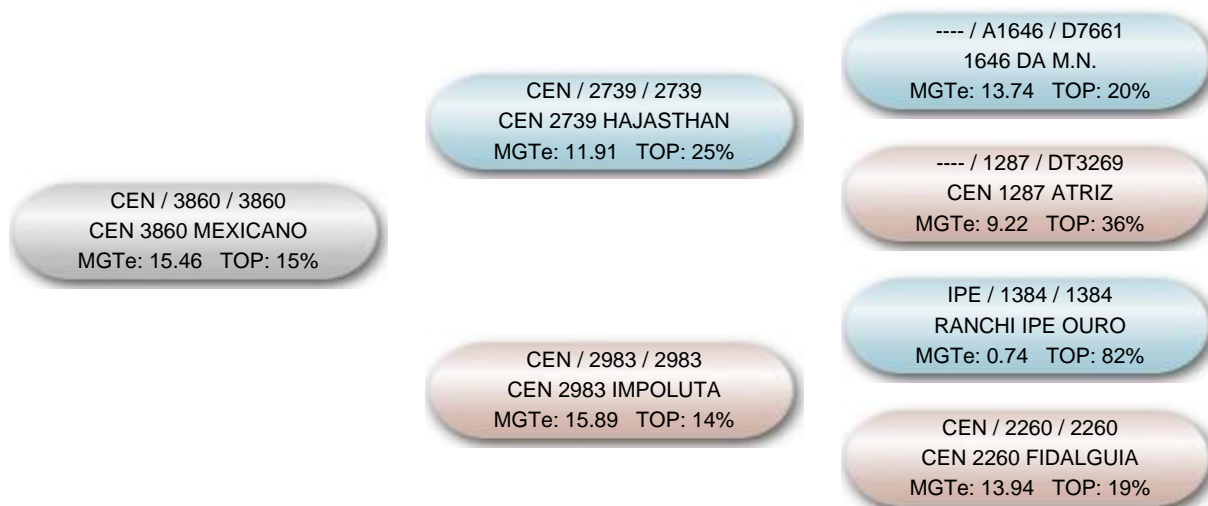 CEN / 3860 / 3860
CEN 3860 MEXICANO
MGTe: 15.46 TOP: 15%
CEN / 2739 / 2739
CEN 2739 HAJASTHAN
MGTe: 11.91 TOP: 25%
CEN / 2983 / 2983
CEN 2983 IMPOLUTA
MGTe: 15.89 TOP: 14%
---- / A1646 / D7661
1646 DA M.N.
MGTe: 13.74 TOP: 20%
---- / 1287 / DT3269
CEN 1287 ATRIZ
MGTe: 9.22 TOP: 36%
IPE / 1384 / 1384
RANCHI IPE OURO
MGTe: 0.74 TOP: 82%
CEN / 2260 / 2260
CEN 2260 FIDALGUIA
MGTe: 13.94 TOP: 19%